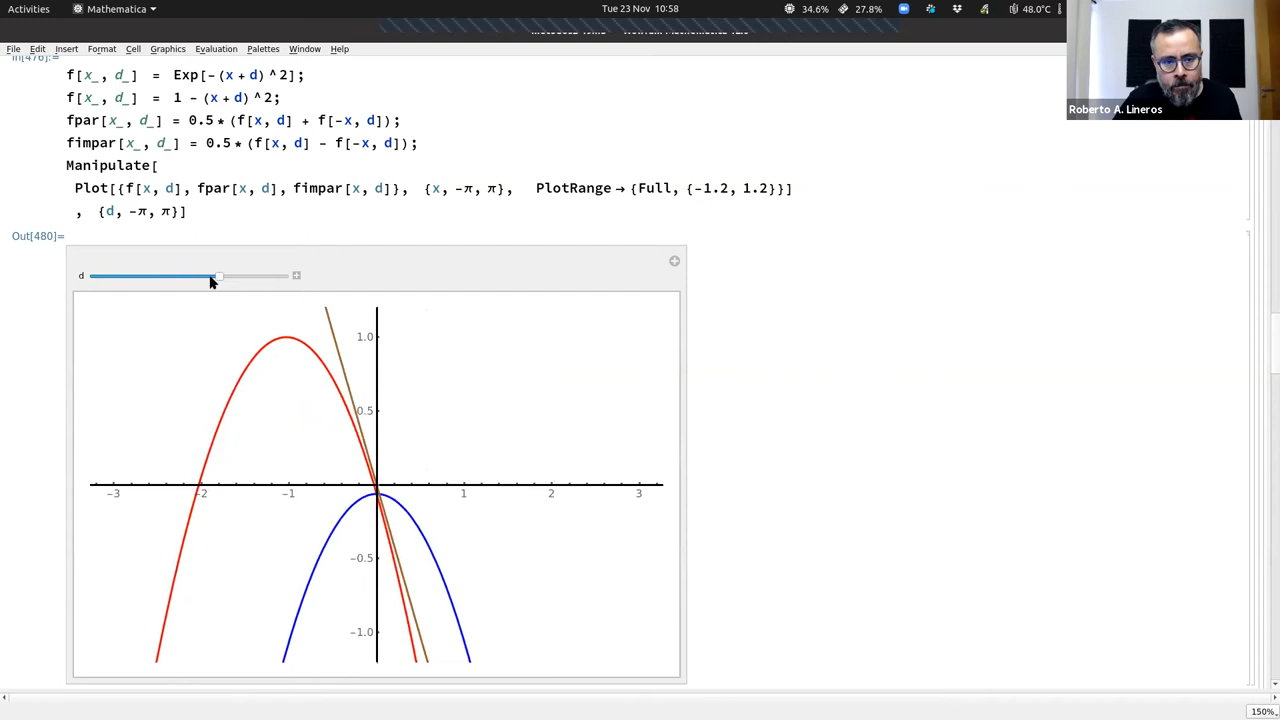 Activities Mathematica Tue 23 Nov 10:58 34.6% 27.8% 48.0°C
File Edit Insert Format Cell Graphics Evaluation Palettes Window Help
In[476]:=
f[x_, d_] = Exp[-(x + d)^2];
f[x_, d_] = 1 - (x + d)^2;
fpar[x_, d_] = 0.5*(f[x, d] + f[-x, d]);
fimpar[x_, d_] = 0.5*(f[x, d] - f[-x, d]);
Manipulate[
Plot[{f[x, d], fpar[x, d], fimpar[x, d]}, {x, -π, π}, PlotRange→{Full, {-1.2, 1.2}}]
, {d, -π, π}]
Roberto A. Lineros
Out[480]=
d
1.0
0.5
−3 −2 −1 1 2 3
−0.5
−1.0
150%